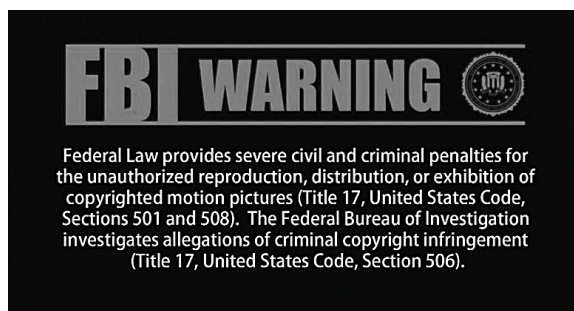 FBI WARNING
Federal Law provides severe civil and criminal penalties for
the unauthorized reproduction, distribution, or exhibition of
copyrighted motion pictures (Title 17, United States Code,
Sections 501 and 508).  The Federal Bureau of Investigation
investigates allegations of criminal copyright infringement
(Title 17, United States Code, Section 506).